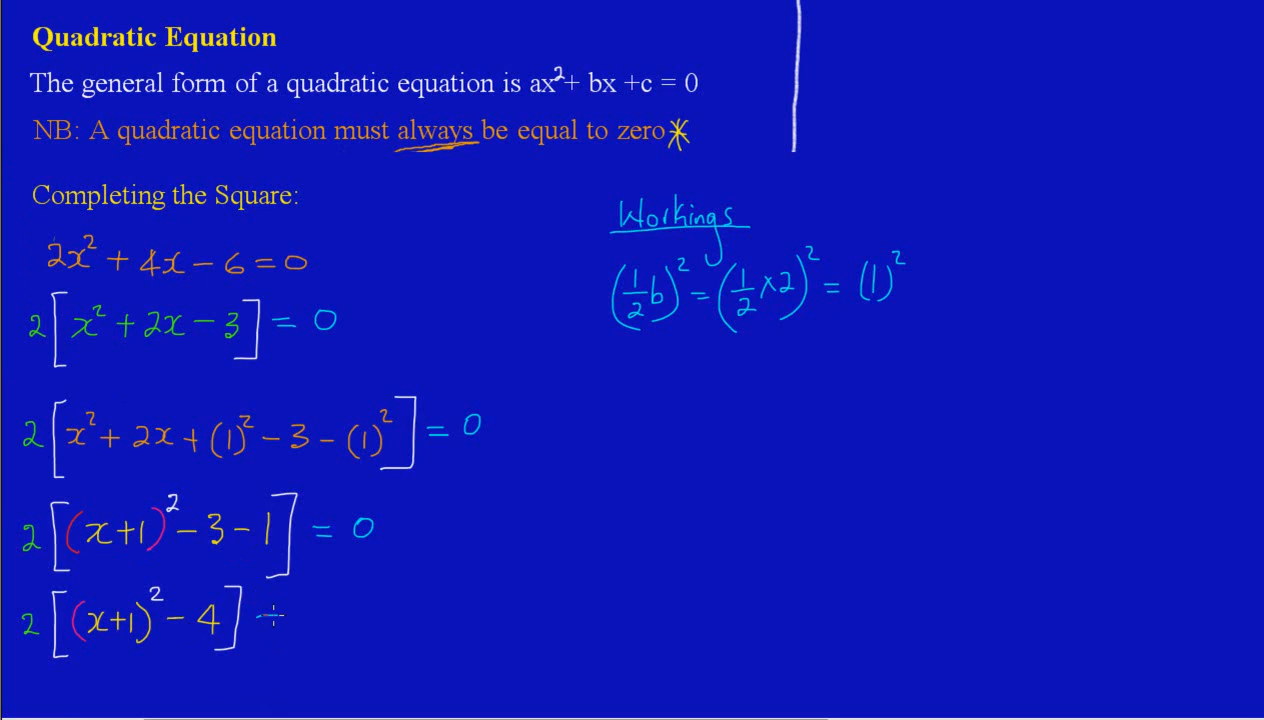 Quadratic Equation
The general form of a quadratic equation is ax²+ bx +c = 0
NB: A quadratic equation must always be equal to zero*
Completing the Square:
2x² + 4x - 6 = 0
2[x² + 2x - 3] = 0
2[x² + 2x + (1)² - 3 - (1)²] = 0
2[(x+1)² - 3 - 1] = 0
2[(x+1)² - 4] =
Workings
(1/2 b)² = (1/2 × 2)² = (1)²